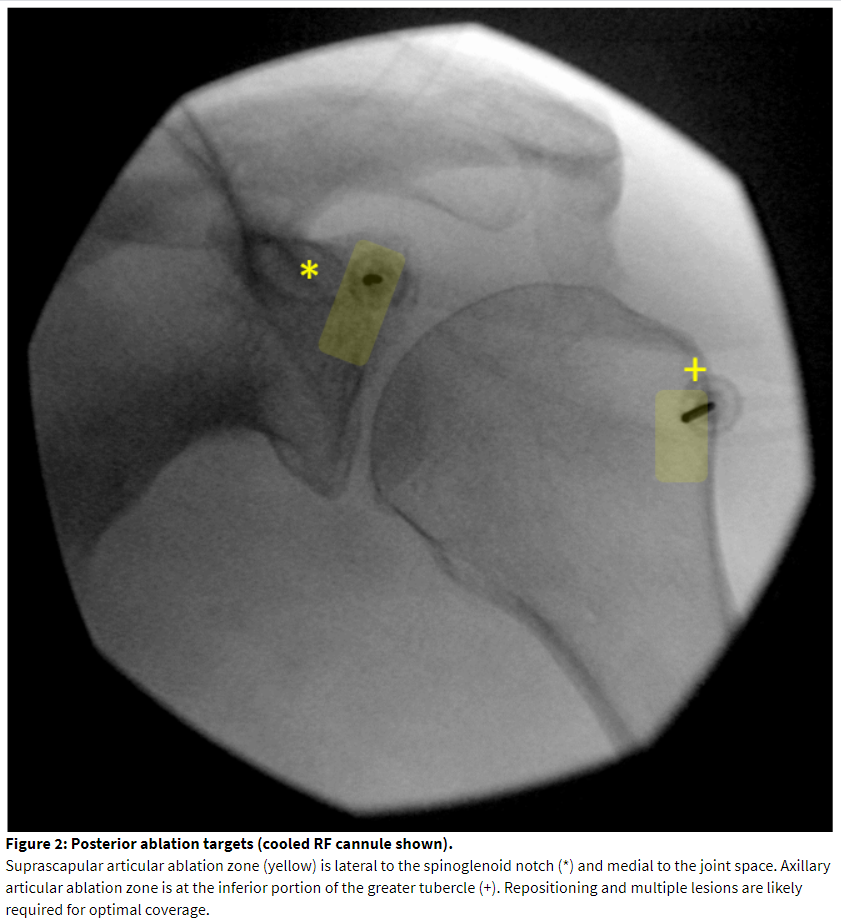 *
+
Figure 2: Posterior ablation targets (cooled RF cannule shown).
Suprascapular articular ablation zone (yellow) is lateral to the spinoglenoid notch (*) and medial to the joint space. Axillary
articular ablation zone is at the inferior portion of the greater tubercle (+). Repositioning and multiple lesions are likely
required for optimal coverage.